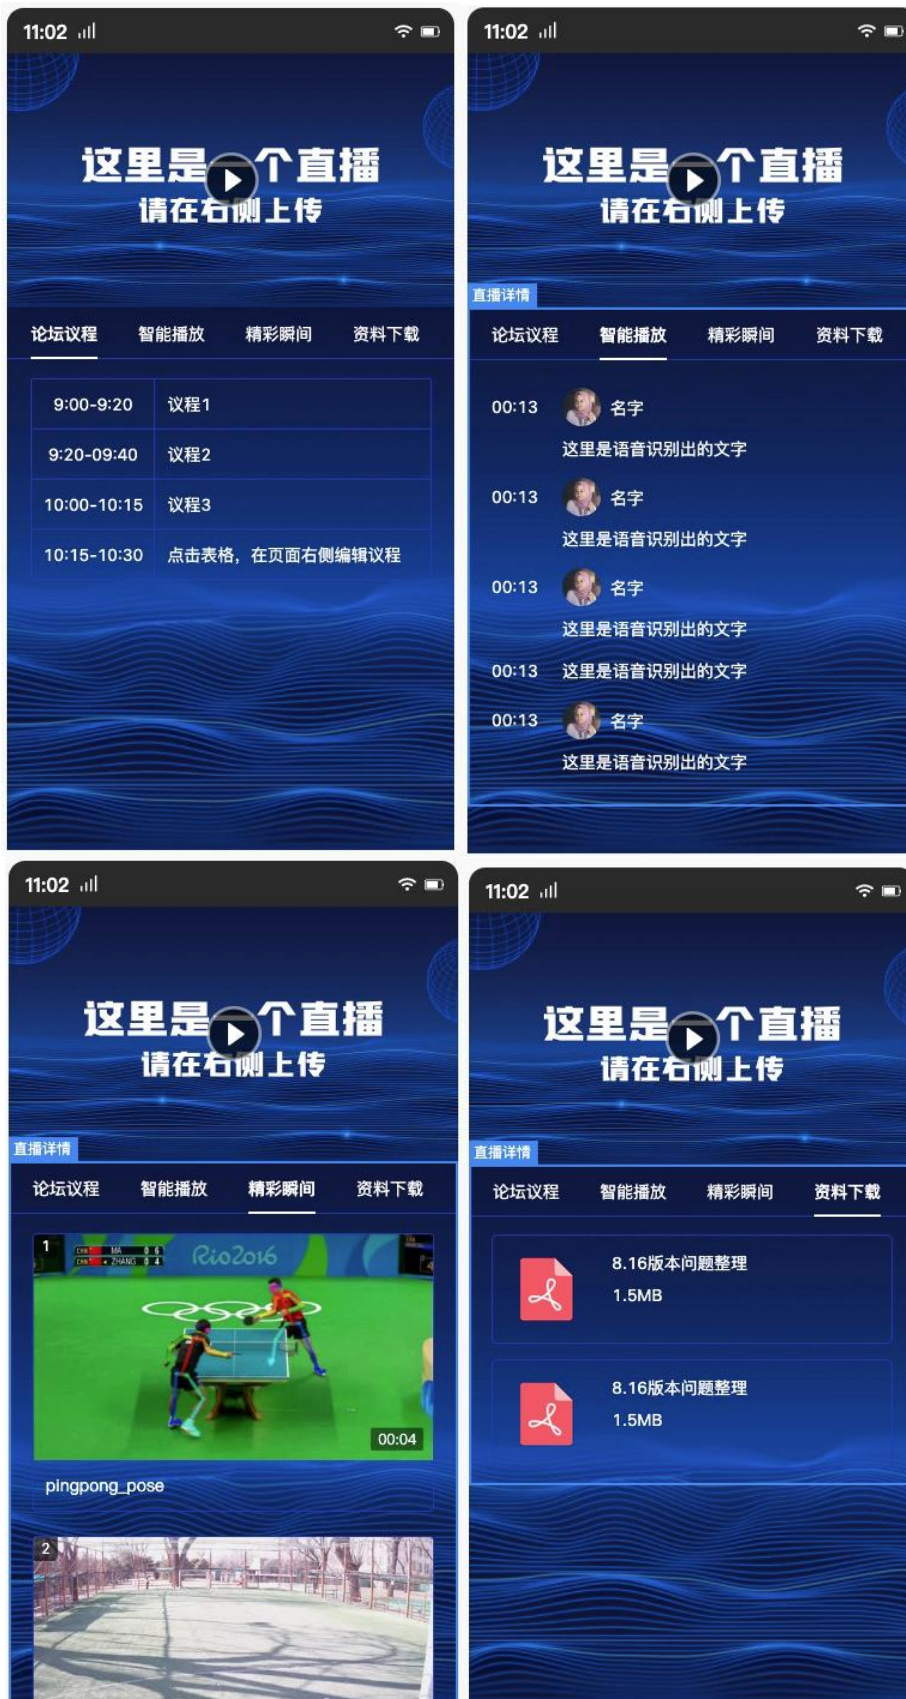 11:02
这里是一个直播
请在右侧上传
论坛议程 智能播放 精彩瞬间 资料下载
9:00-9:20 议程1
9:20-09:40 议程2
10:00-10:15 议程3
10:15-10:30 点击表格，在页面右侧编辑议程
11:02
这里是一个直播
请在右侧上传
直播详情
论坛议程 智能播放 精彩瞬间 资料下载
00:13 名字
这里是语音识别出的文字
00:13 名字
这里是语音识别出的文字
00:13 名字
这里是语音识别出的文字
00:13 这里是语音识别出的文字
00:13 名字
这里是语音识别出的文字
11:02
这里是一个直播
请在右侧上传
直播详情
论坛议程 智能播放 精彩瞬间 资料下载
1
CHN MA 0 6
CHN ZHANG 0 4
Rio2016
00:04
pingpong_pose
2
11:02
这里是一个直播
请在右侧上传
直播详情
论坛议程 智能播放 精彩瞬间 资料下载
8.16版本问题整理
1.5MB
8.16版本问题整理
1.5MB